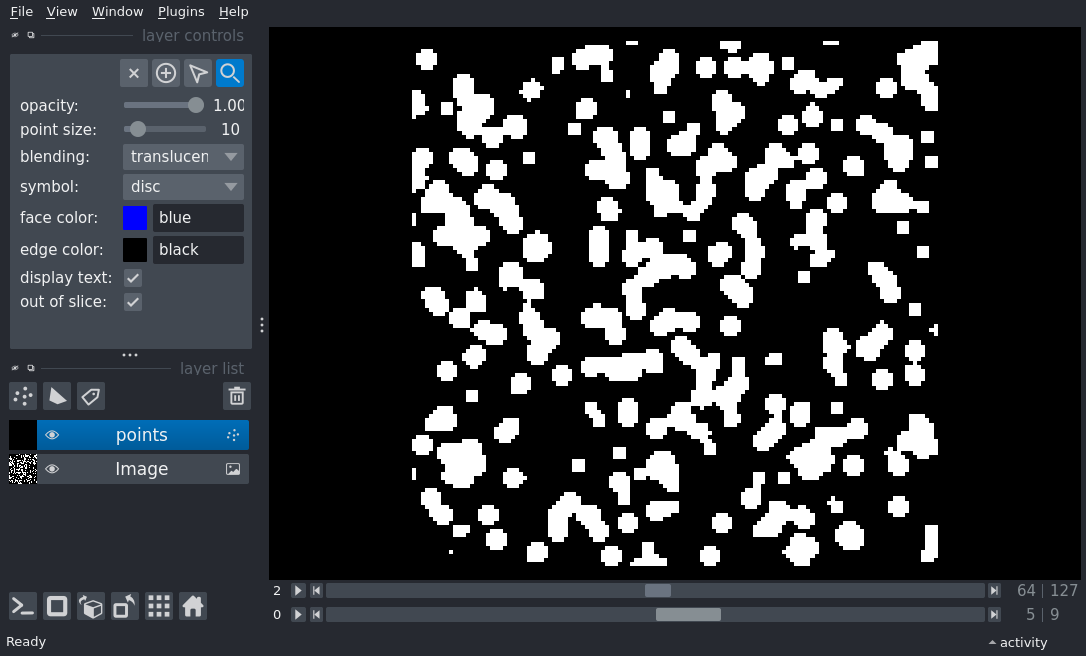 File View Window Plugins Help
layer controls
opacity: 1.00
point size: 10
blending: translucen
symbol: disc
face color: blue
edge color: black
display text:
out of slice:
layer list
points
Image
2 64 | 127
0 5 | 9
Ready activity